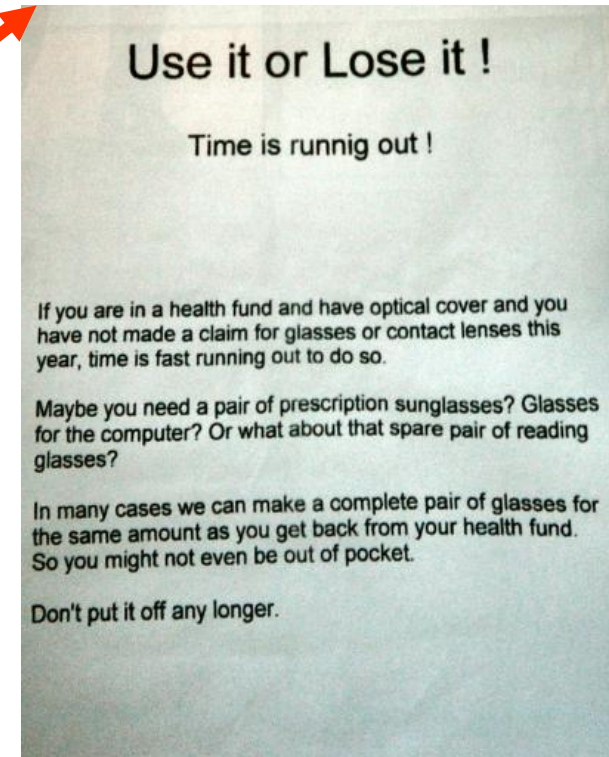 Use it or Lose it !
Time is runnig out !
If you are in a health fund and have optical cover and you
have not made a claim for glasses or contact lenses this
year, time is fast running out to do so.
Maybe you need a pair of prescription sunglasses? Glasses
for the computer? Or what about that spare pair of reading
glasses?
In many cases we can make a complete pair of glasses for
the same amount as you get back from your health fund.
So you might not even be out of pocket.
Don't put it off any longer.